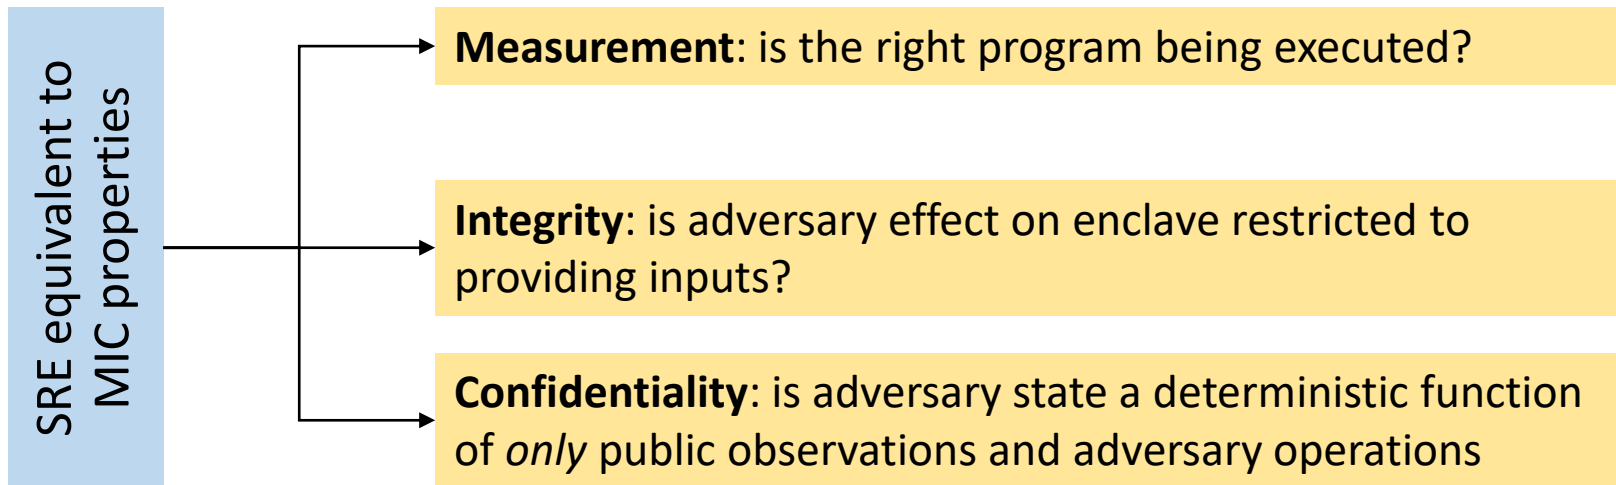 SRE equivalent to
MIC properties
Measurement: is the right program being executed?
Integrity: is adversary effect on enclave restricted to
providing inputs?
Confidentiality: is adversary state a deterministic function
of only public observations and adversary operations